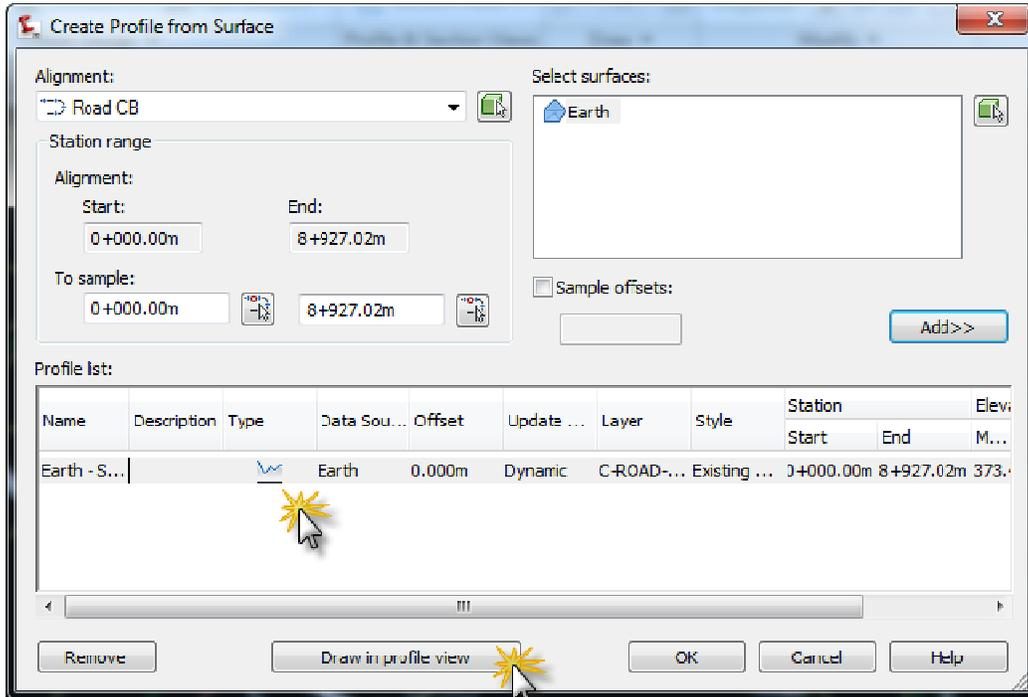 Create Profile from Surface
Alignment:
Road CB
Select surfaces:
Earth
Station range
Alignment:
Start:
End:
0+000.00m
8+927.02m
To sample:
0+000.00m
8+927.02m
Sample offsets:
Add>>
Profile list:
Name
Description
Type
Data Sou...
Offset
Update ...
Layer
Style
Station
Start
End
M...
Earth - S...
Earth
0.000m
Dynamic
C-ROAD-...
Existing ...
0+000.00m
8+927.02m
373.
Remove
Draw in profile view
OK
Cancel
Help